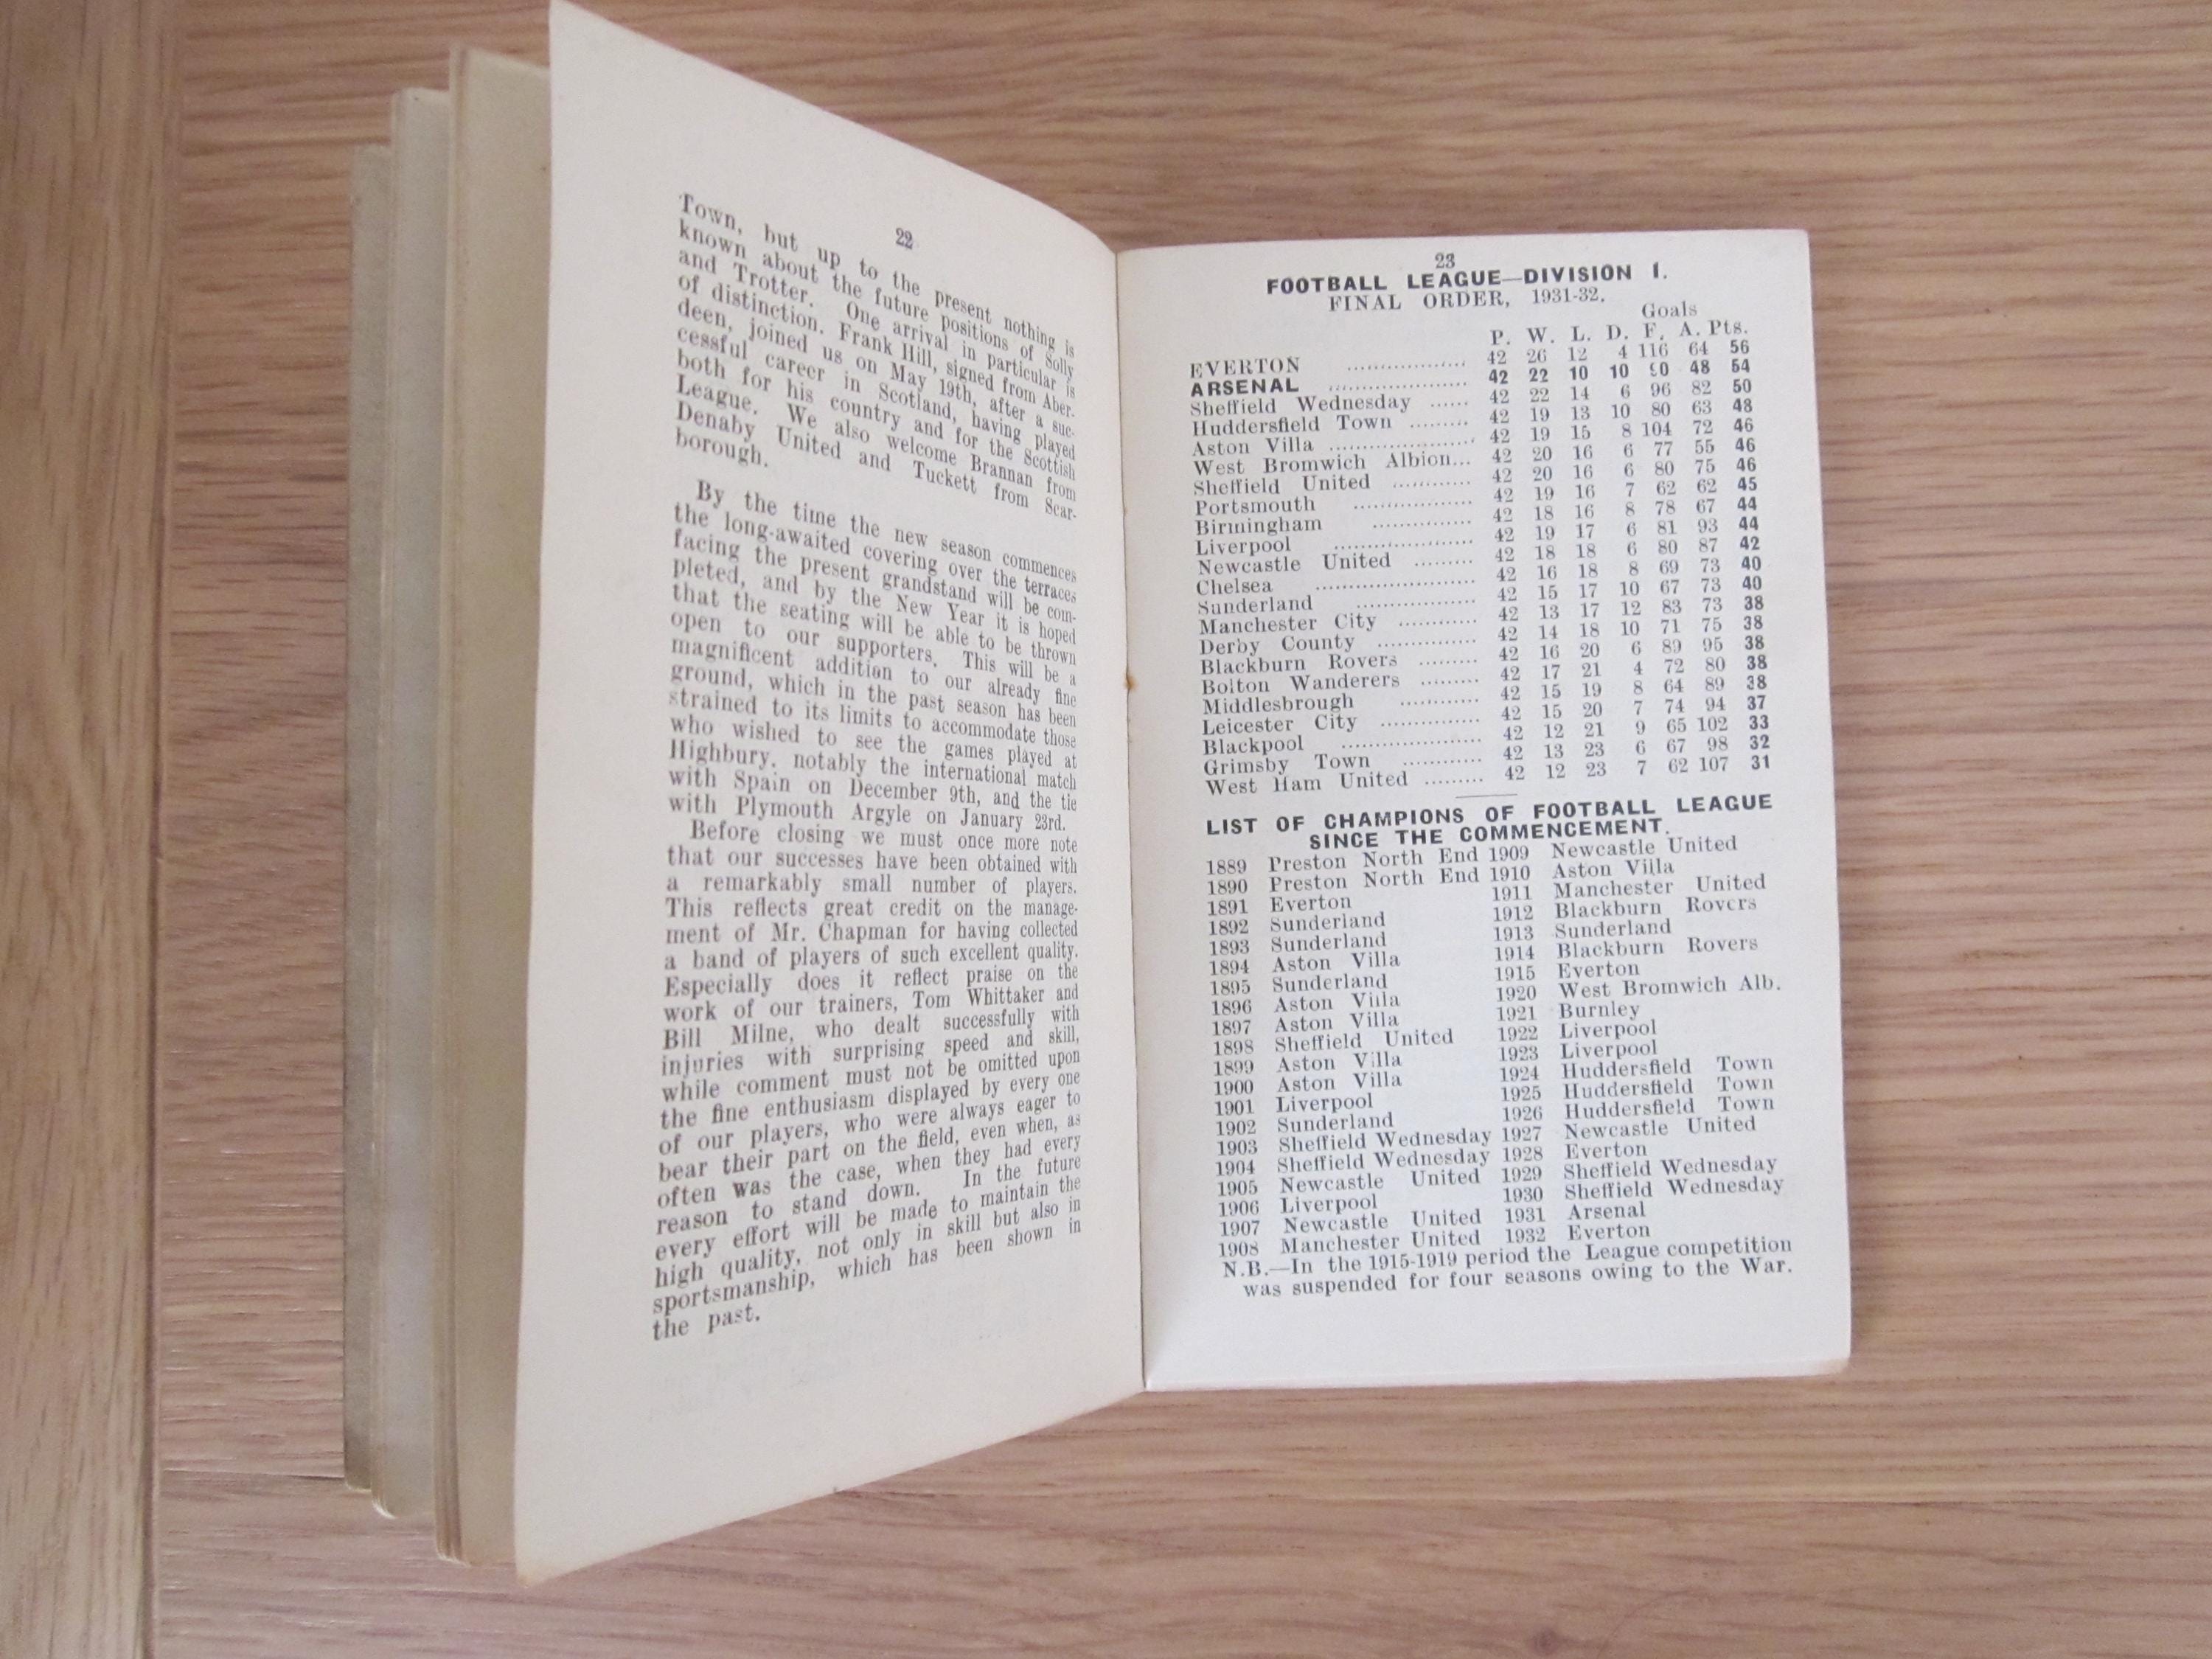 22
Town, but up to the present nothing is
known about the future positions of Solly
and Trotter. One arrival in particular is
of distinction. Frank Hill, signed from Aber-
deen, joined us on May 19th, after a suc-
cessful career in Scotland, having played
both for his country and for the Scottish
League. We also welcome Brannan from
Denaby United and Tuckett from Scar-
borough.
By the time the new season commences
the long-awaited covering over the terraces
facing the present grandstand will be com-
pleted, and by the New Year it is hoped
that the seating will be able to be thrown
open to our supporters. This will be a
magnificent addition to our already fine
ground, which in the past season has been
strained to its limits to accommodate those
who wished to see the games played at
Highbury, notably the international match
with Spain on December 9th, and the tie
with Plymouth Argyle on January 23rd.
Before closing we must once more note
that our successes have been obtained with
a remarkably small number of players.
This reflects great credit on the manage-
ment of Mr. Chapman for having collected
a band of players of such excellent quality.
Especially does it reflect praise on the
work of our trainers, Tom Whittaker and
Bill Milne, who dealt successfully with
injuries with surprising speed and skill,
while comment must not be omitted upon
the fine enthusiasm displayed by every one
of our players, who were always eager to
bear their part on the field, even when, as
often was the case, when they had every
reason to stand down. In the future
every effort will be made to maintain the
high quality, not only in skill but also in
sportsmanship, which has been shown in
the past.
23
FOOTBALL LEAGUE—DIVISION 1.
FINAL ORDER, 1931-32.
Goals
P. W. L. D. F. A. Pts.
EVERTON .................. 42 26 12 4 116 64 56
ARSENAL ..................... 42 22 10 10 90 48 54
Sheffield Wednesday ...... 42 22 14 6 96 82 50
Huddersfield Town ......... 42 19 13 10 80 63 48
Aston Villa ..................... 42 19 15 8 104 72 46
West Bromwich Albion... 42 20 16 6 77 55 46
Sheffield United ............ 42 20 16 6 80 75 46
Portsmouth .................. 42 19 16 7 62 62 45
Birmingham ............... 42 18 16 8 78 67 44
Liverpool ..................... 42 19 17 6 81 93 44
Newcastle United ......... 42 18 18 6 80 87 42
Chelsea ........................ 42 16 18 8 69 73 40
Sunderland .................. 42 15 17 10 67 73 40
Manchester City ............ 42 13 17 12 83 73 38
Derby County ............... 42 14 18 10 71 75 38
Blackburn Rovers ......... 42 16 20 6 89 95 38
Bolton Wanderers ......... 42 17 21 4 72 80 38
Middlesbrough ............ 42 15 19 8 64 89 38
Leicester City ............... 42 15 20 7 74 94 37
Blackpool ..................... 42 12 21 9 65 102 33
Grimsby Town ............ 42 13 23 6 67 98 32
West Ham United ......... 42 12 23 7 62 107 31
LIST OF CHAMPIONS OF FOOTBALL LEAGUE
SINCE THE COMMENCEMENT.
1889 Preston North End 1909 Newcastle United
1890 Preston North End 1910 Aston Villa
1891 Everton 1911 Manchester United
1892 Sunderland 1912 Blackburn Rovers
1893 Sunderland 1913 Sunderland
1894 Aston Villa 1914 Blackburn Rovers
1895 Sunderland 1915 Everton
1896 Aston Villa 1920 West Bromwich Alb.
1897 Aston Villa 1921 Burnley
1898 Sheffield United 1922 Liverpool
1899 Aston Villa 1923 Liverpool
1900 Aston Villa 1924 Huddersfield Town
1901 Liverpool 1925 Huddersfield Town
1902 Sunderland 1926 Huddersfield Town
1903 Sheffield Wednesday 1927 Newcastle United
1904 Sheffield Wednesday 1928 Everton
1905 Newcastle United 1929 Sheffield Wednesday
1906 Liverpool 1930 Sheffield Wednesday
1907 Newcastle United 1931 Arsenal
1908 Manchester United 1932 Everton
N.B.—In the 1915-1919 period the League competition
was suspended for four seasons owing to the War.